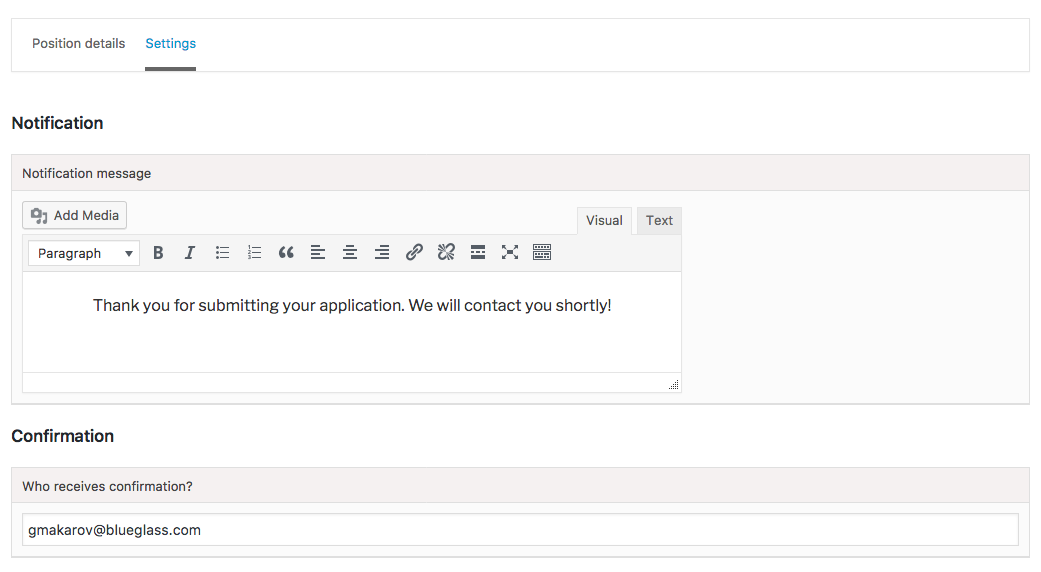 Position details Settings
Notification
Notification message
Add Media Visual Text
Paragraph B I
Thank you for submitting your application. We will contact you shortly!
Confirmation
Who receives confirmation?
gmakarov@blueglass.com